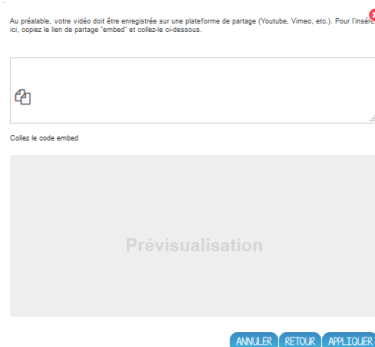 Au préalable, votre vidéo doit être enregistrée sur une plateforme de partage (Youtube, Vimeo, etc.). Pour l'insérer
ici, copiez le lien de partage "embed" et collez-le ci-dessous.
Collez le code embed
Prévisualisation
ANNULER RETOUR APPLIQUER